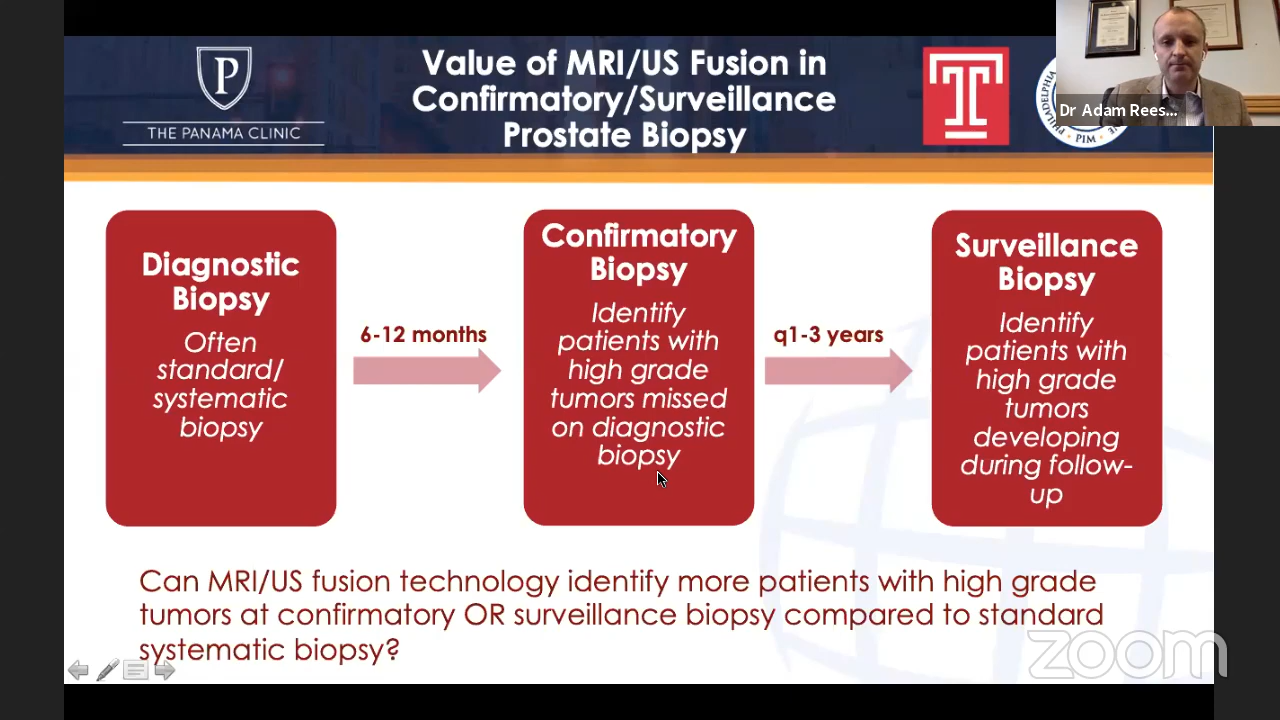 P
THE PANAMA CLINIC
Value of MRI/US Fusion in
Confirmatory/Surveillance
Prostate Biopsy
T
PHILADELPHIA
PIM
Dr Adam Rees...
Diagnostic
Biopsy
Often
standard/
systematic
biopsy
6-12 months
Confirmatory
Biopsy
Identify
patients with
high grade
tumors missed
on diagnostic
biopsy
q1-3 years
Surveillance
Biopsy
Identify
patients with
high grade
tumors
developing
during follow-
up
Can MRI/US fusion technology identify more patients with high grade
tumors at confirmatory OR surveillance biopsy compared to standard
systematic biopsy?
zoom